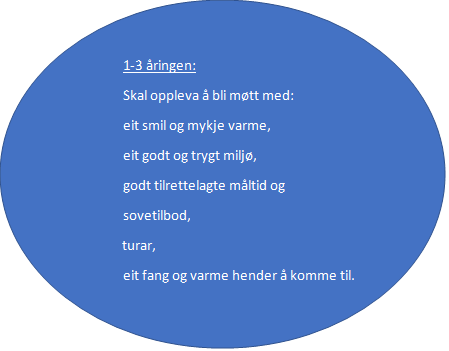 1-3 åringen:
Skal oppleva å bli møtt med:
eit smil og mykje varme,
eit godt og trygt miljø,
godt tilrettelagte måltid og
sovetilbod,
turar,
eit fang og varme hender å komme til.